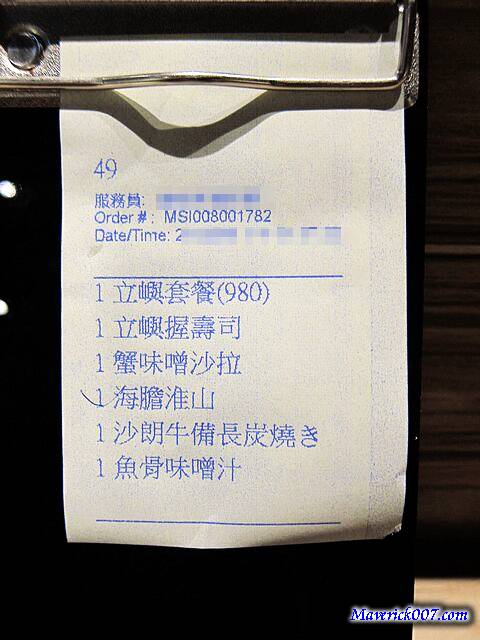 49
服務員:
Order #: MSI008001782
Date/Time: 2
1 立嶼套餐(980)
1 立嶼握壽司
1 蟹味噌沙拉
1 海膽淮山
1 沙朗牛備長炭燒き
1 魚骨味噌汁
Maverick007.com